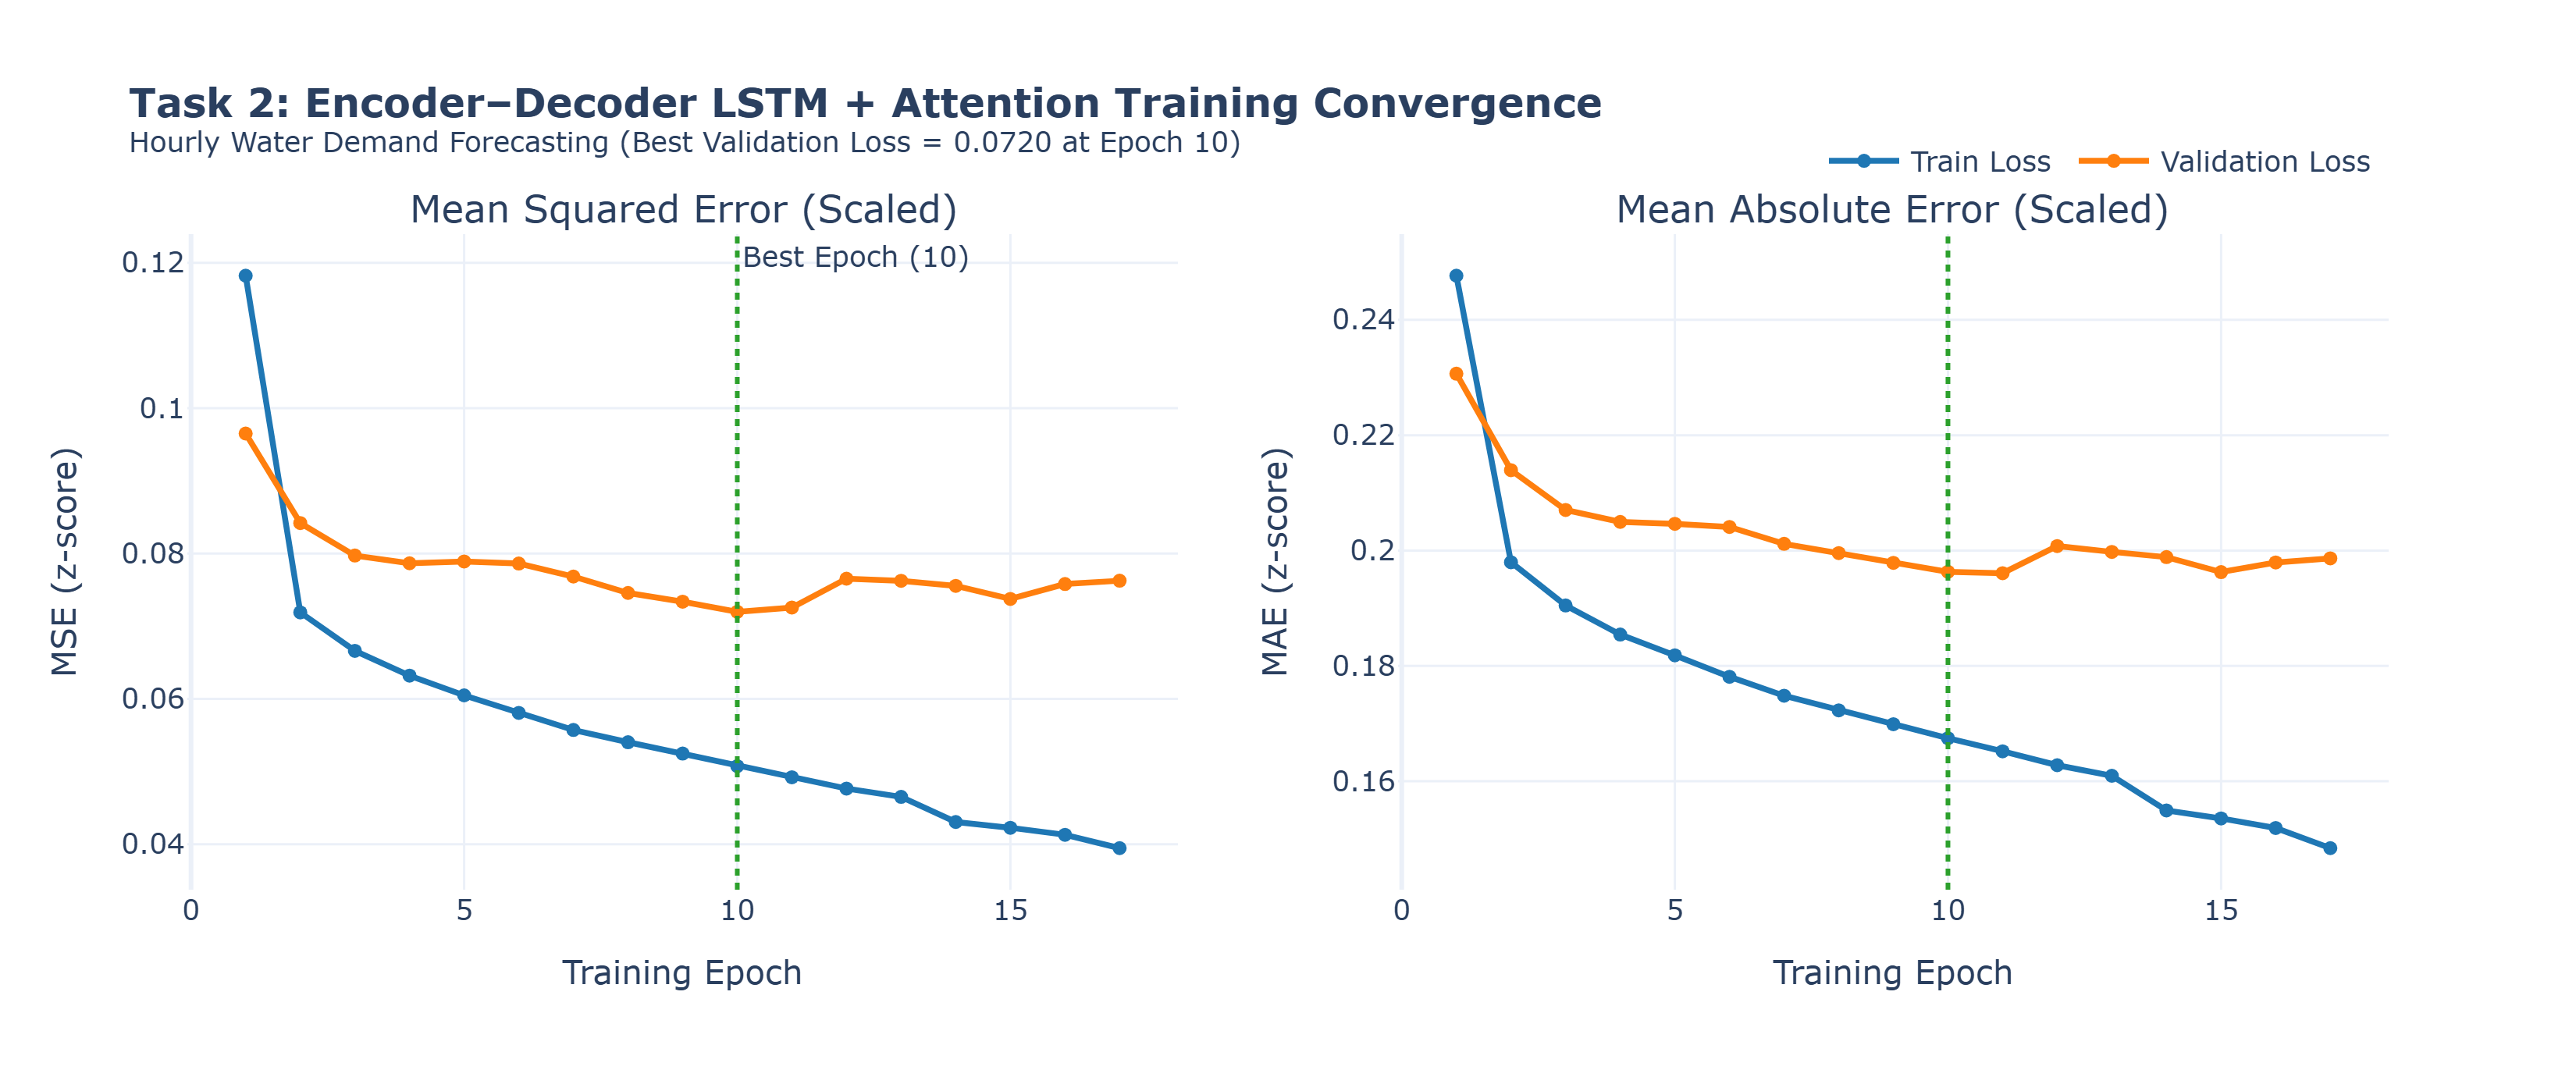 Task 2: Encoder–Decoder LSTM + Attention Training Convergence
Hourly Water Demand Forecasting (Best Validation Loss = 0.0720 at Epoch 10)
Train Loss
Validation Loss
Mean Squared Error (Scaled)
Best Epoch (10)
0.12
0.1
0.08
0.06
0.04
MSE (z-score)
0
5
10
15
Training Epoch
Mean Absolute Error (Scaled)
0.24
0.22
0.2
0.18
0.16
MAE (z-score)
0
5
10
15
Training Epoch